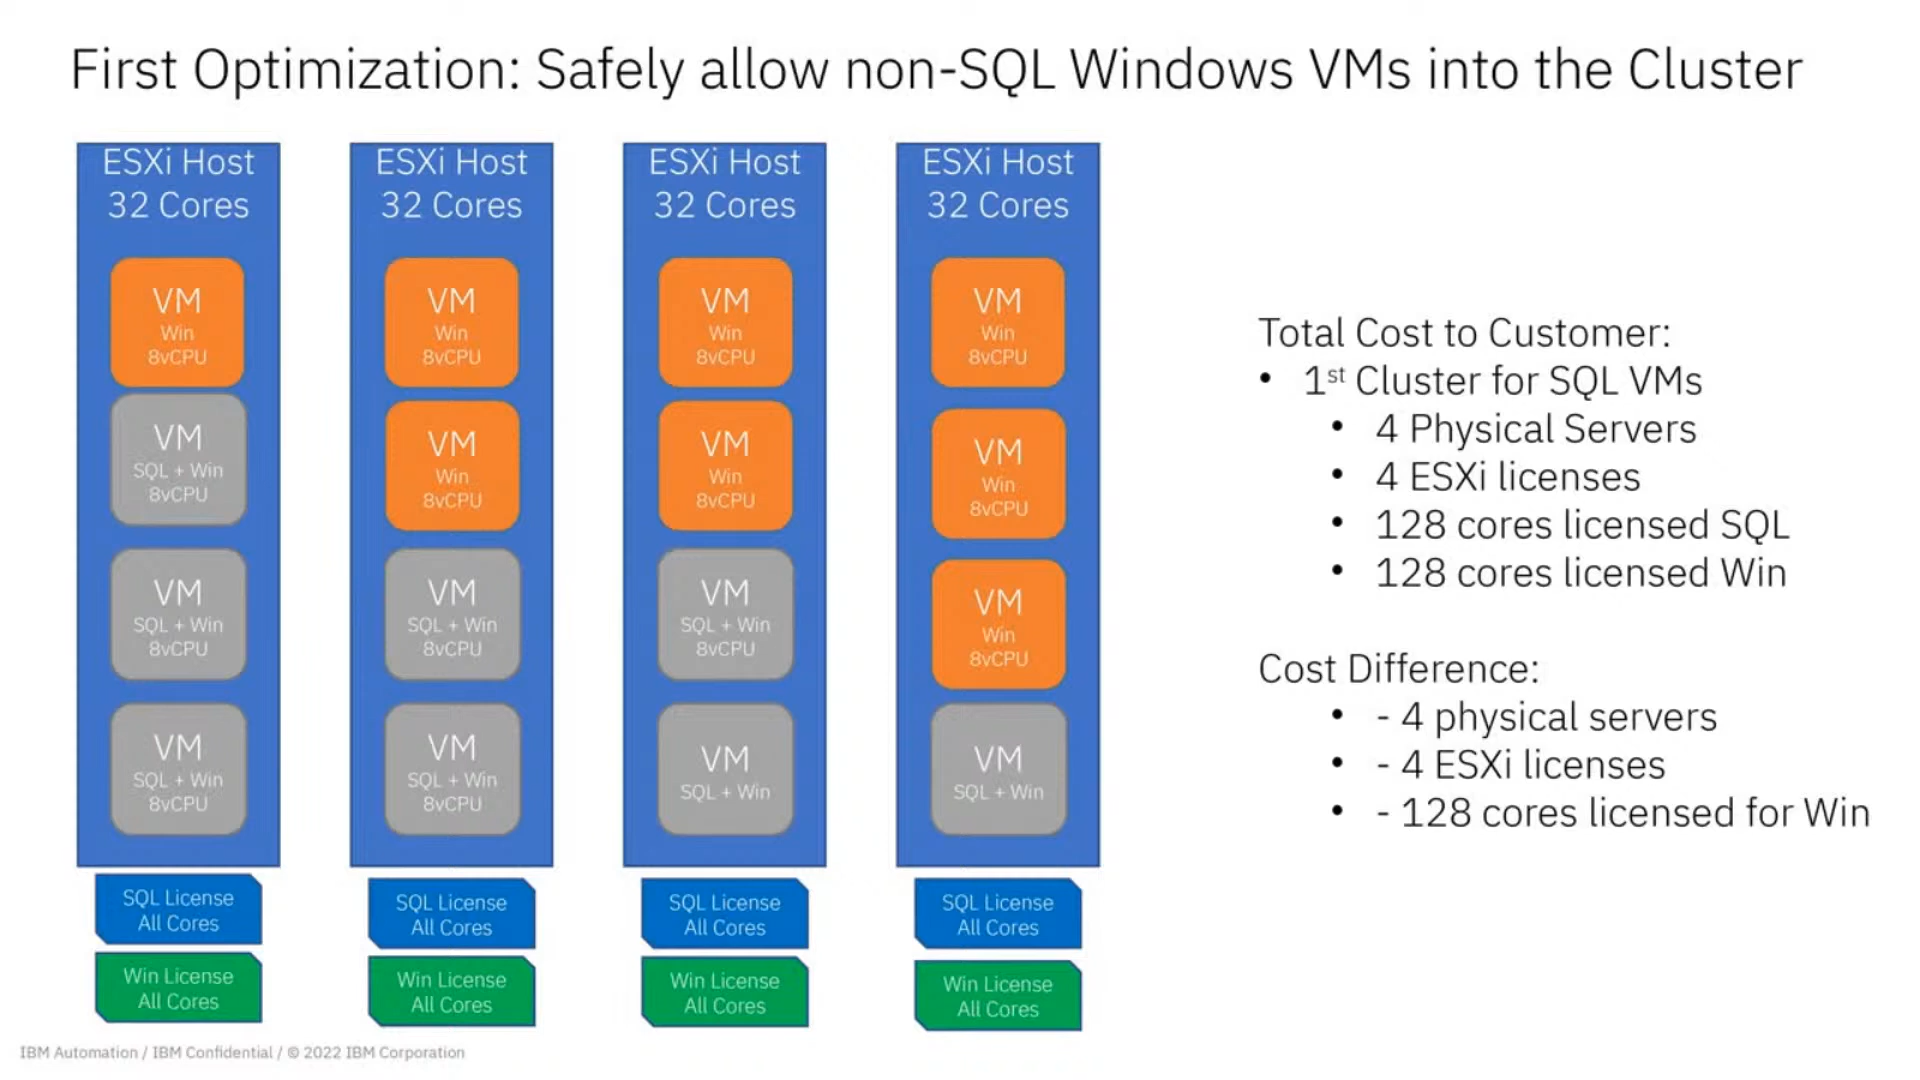 First Optimization: Safely allow non-SQL Windows VMs into the Cluster
ESXi Host
32 Cores
VM
Win
8vCPU
VM
SQL + Win
8vCPU
VM
SQL + Win
8vCPU
VM
SQL + Win
8vCPU
SQL License
All Cores
Win License
All Cores
ESXi Host
32 Cores
VM
Win
8vCPU
VM
Win
8vCPU
VM
SQL + Win
8vCPU
VM
SQL + Win
8vCPU
SQL License
All Cores
Win License
All Cores
ESXi Host
32 Cores
VM
Win
8vCPU
VM
Win
8vCPU
VM
SQL + Win
8vCPU
VM
SQL + Win
SQL License
All Cores
Win License
All Cores
ESXi Host
32 Cores
VM
Win
8vCPU
VM
Win
8vCPU
VM
Win
8vCPU
VM
SQL + Win
SQL License
All Cores
Win License
All Cores
Total Cost to Customer:
• 1st Cluster for SQL VMs
• 4 Physical Servers
• 4 ESXi licenses
• 128 cores licensed SQL
• 128 cores licensed Win
Cost Difference:
• - 4 physical servers
• - 4 ESXi licenses
• - 128 cores licensed for Win
IBM Automation / IBM Confidential / © 2022 IBM Corporation